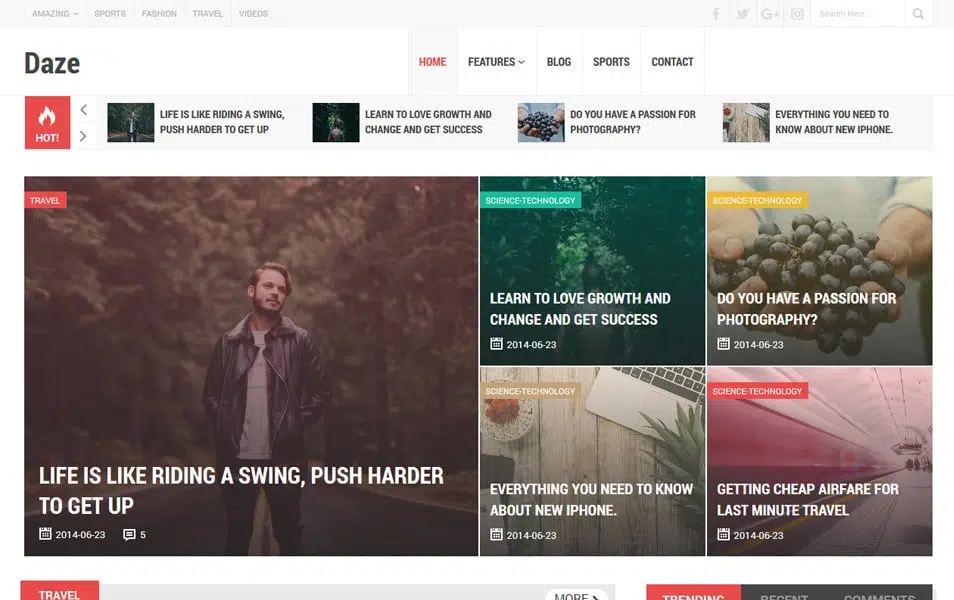 AMAZING SPORTS FASHION TRAVEL VIDEOS
Search Here ...
Daze
HOME FEATURES BLOG SPORTS CONTACT
HOT!
LIFE IS LIKE RIDING A SWING,
PUSH HARDER TO GET UP
LEARN TO LOVE GROWTH AND
CHANGE AND GET SUCCESS
DO YOU HAVE A PASSION FOR
PHOTOGRAPHY?
EVERYTHING YOU NEED TO
KNOW ABOUT NEW IPHONE.
TRAVEL
LIFE IS LIKE RIDING A SWING, PUSH HARDER
TO GET UP
2014-06-23 5
SCIENCE-TECHNOLOGY
LEARN TO LOVE GROWTH AND
CHANGE AND GET SUCCESS
2014-06-23
SCIENCE-TECHNOLOGY
DO YOU HAVE A PASSION FOR
PHOTOGRAPHY?
2014-06-23
SCIENCE-TECHNOLOGY
EVERYTHING YOU NEED TO KNOW
ABOUT NEW IPHONE.
2014-06-23
SCIENCE-TECHNOLOGY
GETTING CHEAP AIRFARE FOR
LAST MINUTE TRAVEL
2014-06-23
TRAVEL
MORE
TRENDING RECENT COMMENTS